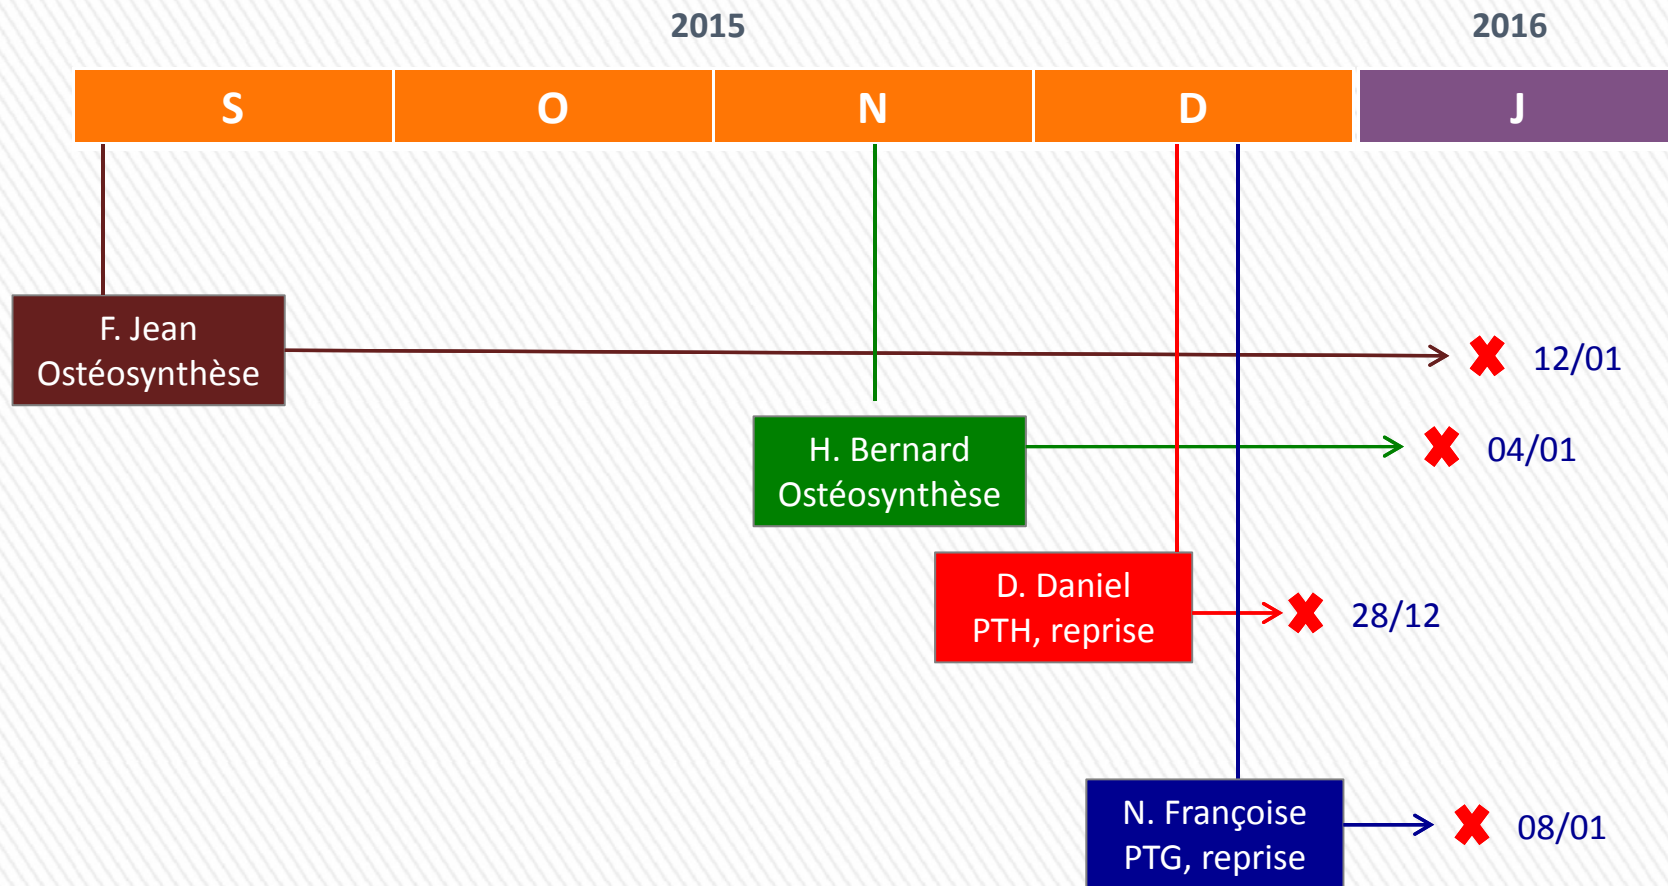 2015
2016
S
O
N
D
J
F. Jean
Ostéosynthèse
12/01
H. Bernard
Ostéosynthèse
04/01
D. Daniel
PTH, reprise
28/12
N. Françoise
PTG, reprise
08/01